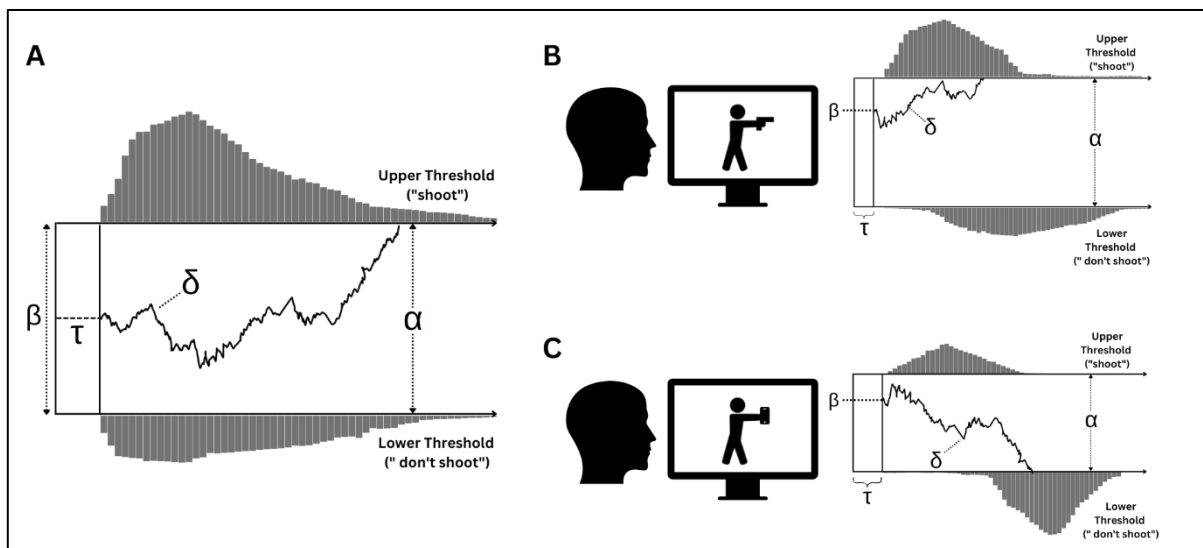 A
Upper Threshold
("shoot")
δ
β
τ
α
Lower Threshold
(" don't shoot")
B
Upper
Threshold
("shoot")
β
δ
α
τ
Lower
Threshold
(" don't shoot")
C
Upper
Threshold
("shoot")
β
α
δ
τ
Lower
Threshold
(" don't shoot")